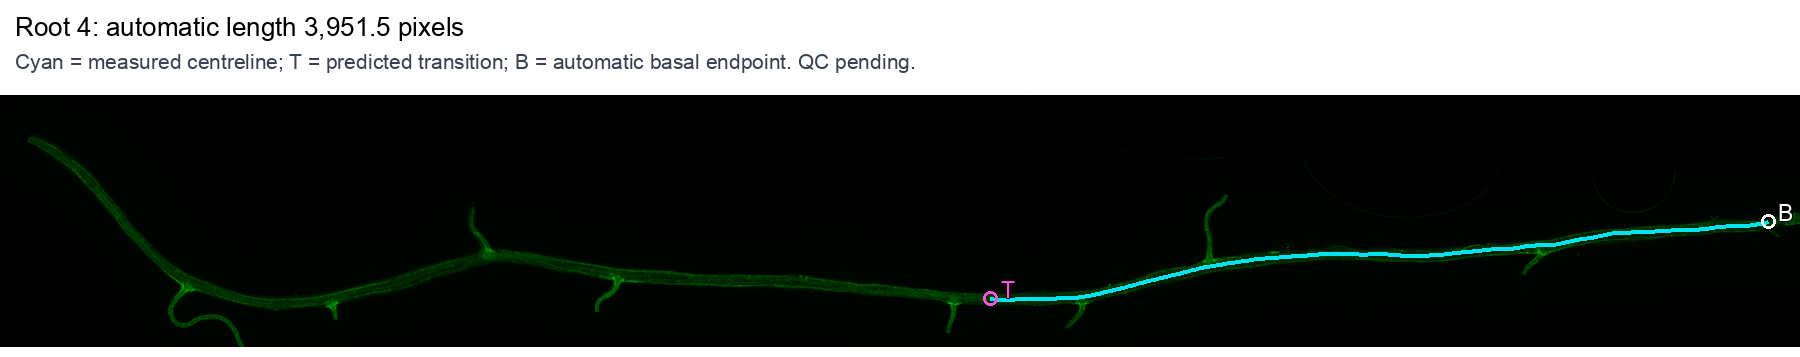 Root 4: automatic length 3,951.5 pixels
Cyan = measured centreline; T = predicted transition; B = automatic basal endpoint. QC pending.
B
T